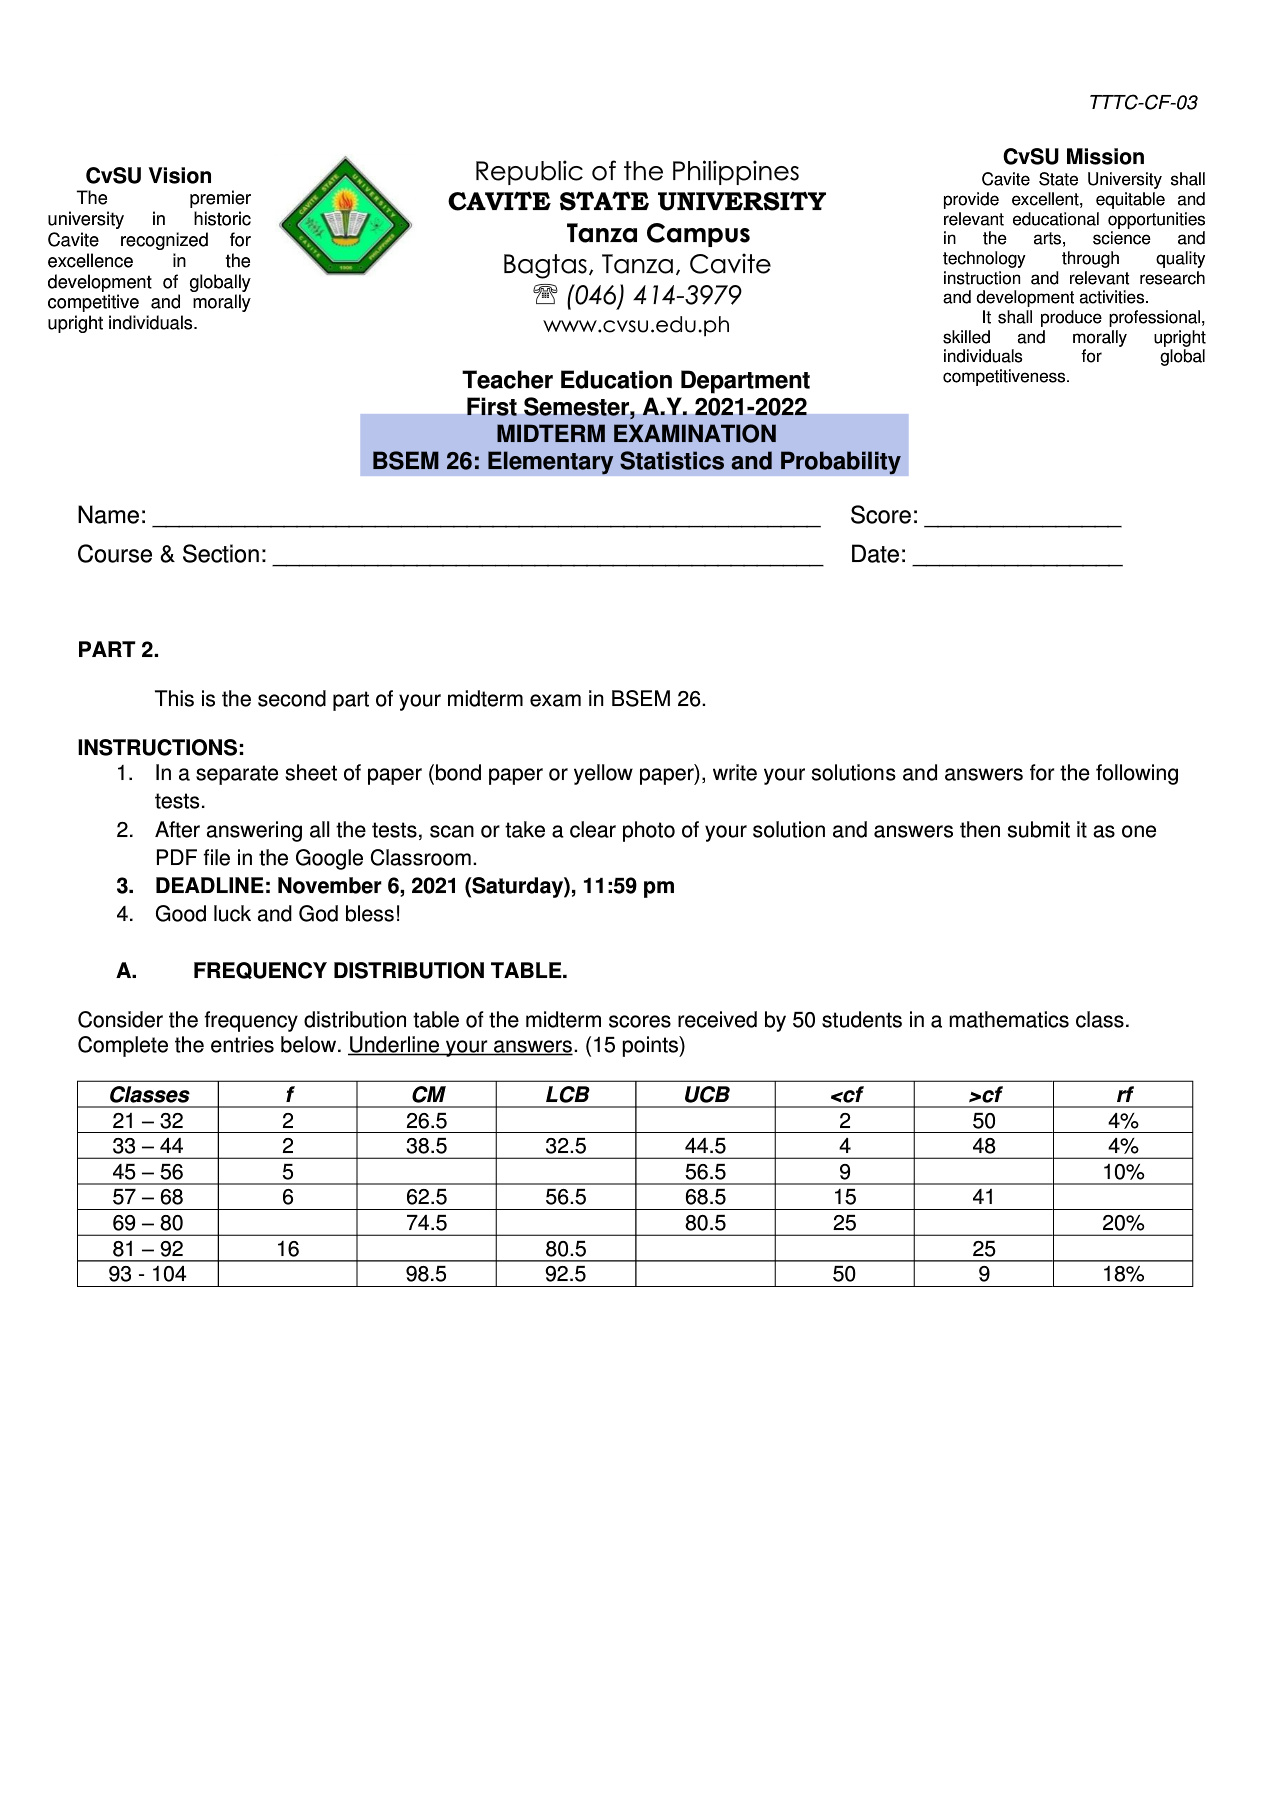 TTTC-CF-03
CvSU Vision
The premier
university in historic
Cavite recognized for
excellence in the
development of globally
competitive and morally
upright individuals.
Republic of the Philippines
CAVITE STATE UNIVERSITY
Tanza Campus
Bagtas, Tanza, Cavite
☏ (046) 414-3979
www.cvsu.edu.ph
CvSU Mission
Cavite State University shall
provide excellent, equitable and
relevant educational opportunities
in the arts, science and
technology through quality
instruction and relevant research
and development activities.
It shall produce professional,
skilled and morally upright
individuals for global
competitiveness.
Teacher Education Department
First Semester, A.Y. 2021-2022
MIDTERM EXAMINATION
BSEM 26: Elementary Statistics and Probability
Name: ______________________________________________________ Score: ________________
Course & Section: ____________________________________________ Date: _________________
PART 2.
This is the second part of your midterm exam in BSEM 26.
INSTRUCTIONS:
1. In a separate sheet of paper (bond paper or yellow paper), write your solutions and answers for the following
tests.
2. After answering all the tests, scan or take a clear photo of your solution and answers then submit it as one
PDF file in the Google Classroom.
3. DEADLINE: November 6, 2021 (Saturday), 11:59 pm
4. Good luck and God bless!
A. FREQUENCY DISTRIBUTION TABLE.
Consider the frequency distribution table of the midterm scores received by 50 students in a mathematics class.
Complete the entries below. Underline your answers. (15 points)
Classes f CM LCB UCB <cf >cf rf
21 – 32 2 26.5 2 50 4%
33 – 44 2 38.5 32.5 44.5 4 48 4%
45 – 56 5 56.5 9 10%
57 – 68 6 62.5 56.5 68.5 15 41
69 – 80 74.5 80.5 25 20%
81 – 92 16 80.5 25
93 - 104 98.5 92.5 50 9 18%